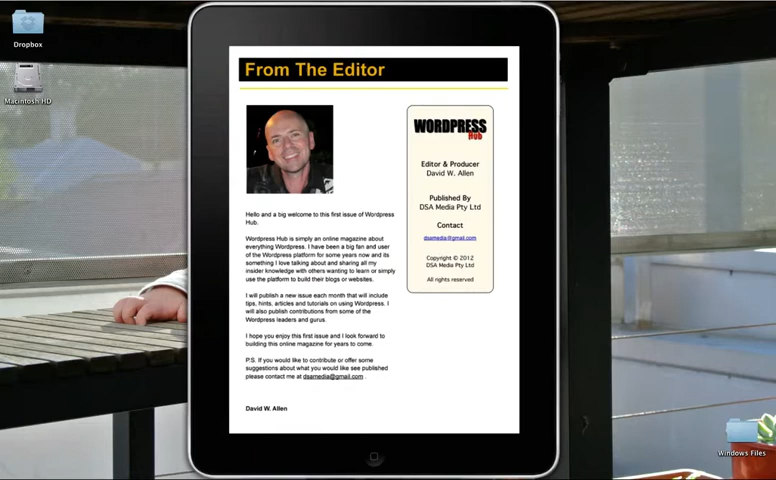 Dropbox
Macintosh HD
From The Editor
Hello and a big welcome to this first issue of Wordpress
Hub.
Wordpress Hub is simply an online magazine about
everything Wordpress. I have been a big fan and user
of the Wordpress platform for some years now and its
something I love talking about and sharing all my
insider knowledge with others wanting to learn or simply
use the platform to build their blogs or websites.
I will publish a new issue each month that will include
tips, hints, articles and tutorials on using Wordpress. I
will also publish contributions from some of the
Wordpress leaders and gurus.
I hope you enjoy this first issue and I look forward to
building this online magazine for years to come.
P.S. If you would like to contribute or offer some
suggestions about what you would like see published
please contact me at dsamedia@gmail.com .
David W. Allen
WORDPRESS
Hub
Editor & Producer
David W. Allen
Published By
DSA Media Pty Ltd
Contact
dsamedia@gmail.com
Copyright © 2012
DSA Media Pty Ltd
All rights reserved
Windows Files